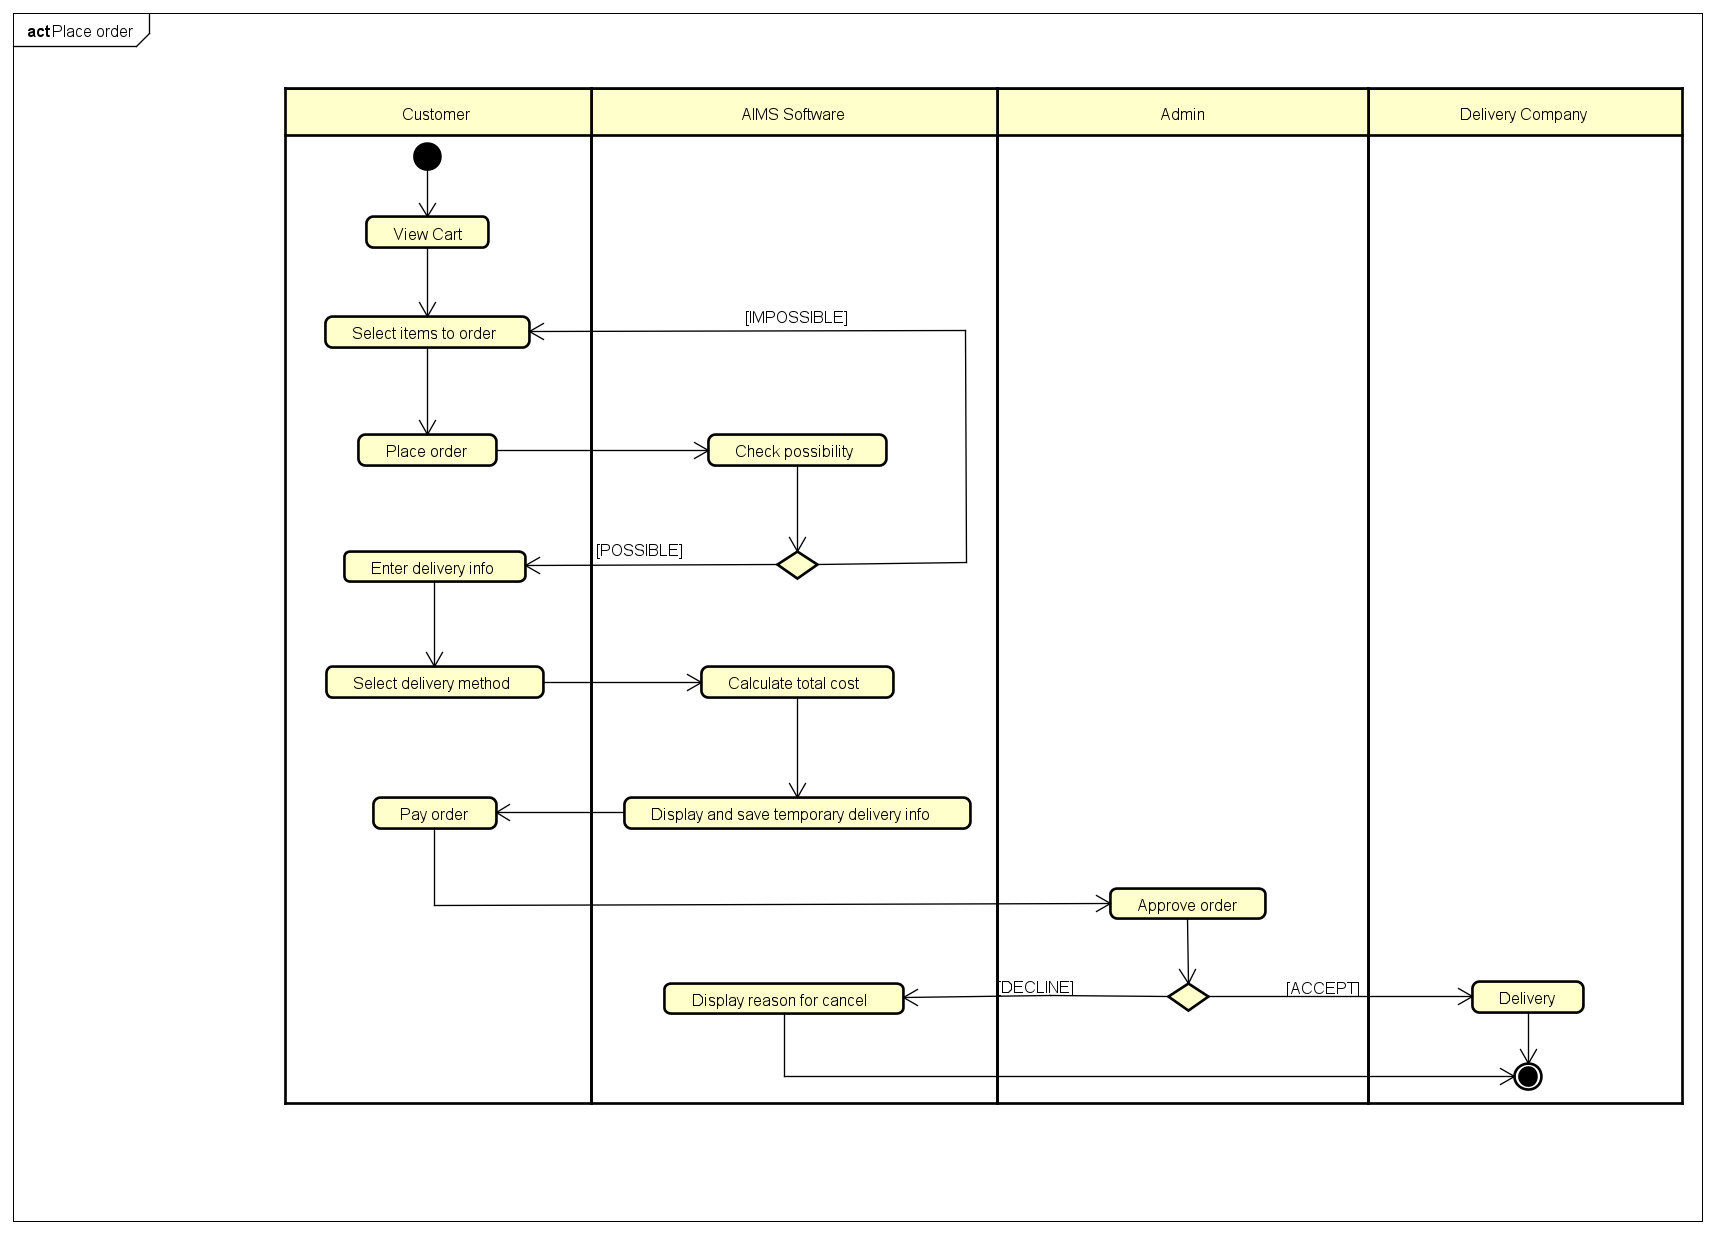 act Place order
Customer
AIMS Software
Admin
Delivery Company
View Cart
[IMPOSSIBLE]
Select items to order
Place order
Check possibility
[POSSIBLE]
Enter delivery info
Select delivery method
Calculate total cost
Pay order
Display and save temporary delivery info
Approve order
[DECLINE]
[ACCEPT]
Display reason for cancel
Delivery